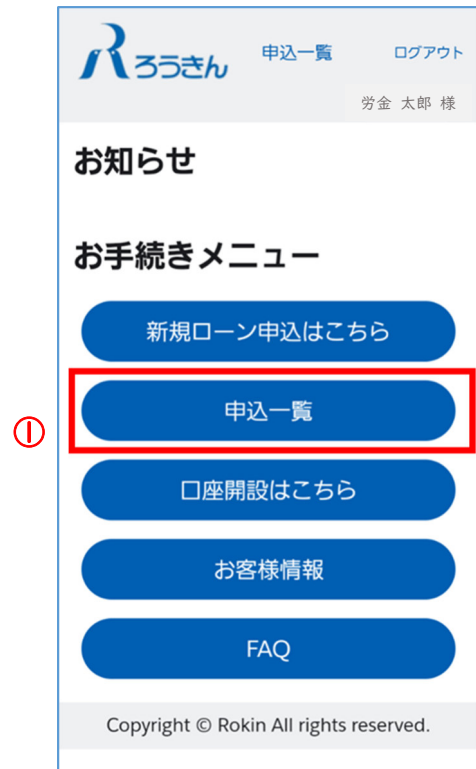 ろうきん 申込一覧 ログアウト
労金 太郎 様
お知らせ
お手続きメニュー
新規ローン申込はこちら
①
申込一覧
口座開設はこちら
お客様情報
FAQ
Copyright © Rokin All rights reserved.